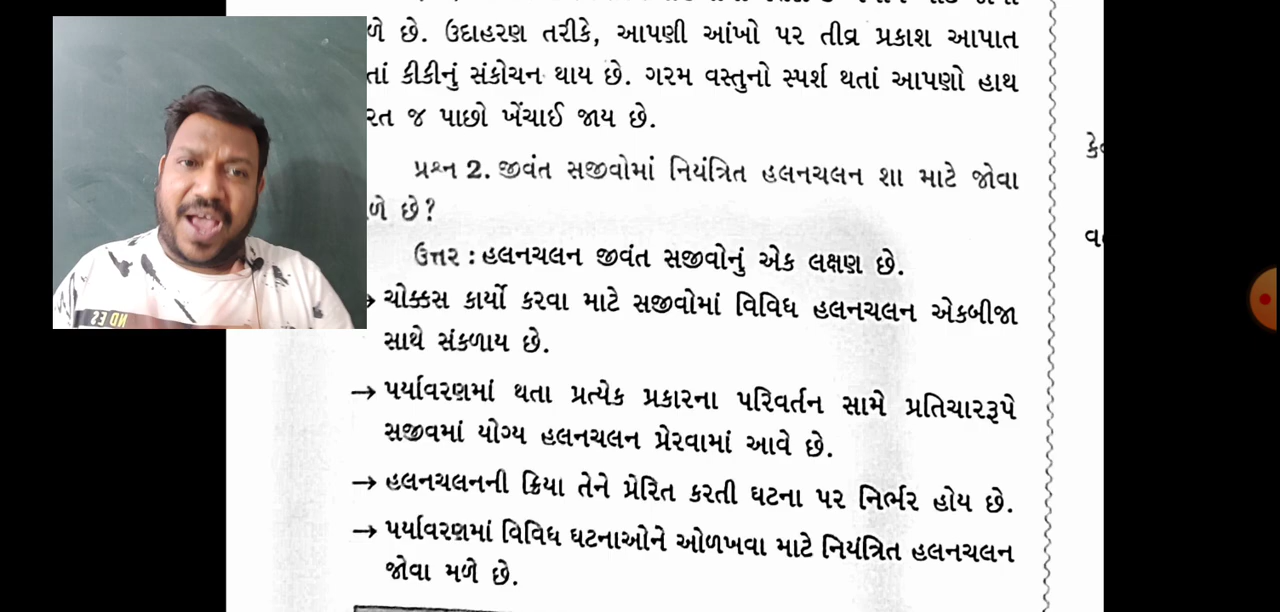 ળે છે. ઉદાહરણ તરીકે, આપણી આંખો પર તીવ્ર પ્રકાશ આપાત
તાં કીકીનું સંકોચન થાય છે. ગરમ વસ્તુનો સ્પર્શ થતાં આપણો હાથ
રત જ પાછો ખેંચાઈ જાય છે.
પ્રશ્ન 2. જીવંત સજીવોમાં નિયંત્રિત હલનચલન શા માટે જોવા
ળે છે?
ઉત્તર : હલનચલન જીવંત સજીવોનું એક લક્ષણ છે.
→ ચોક્કસ કાર્યો કરવા માટે સજીવોમાં વિવિધ હલનચલન એકબીજા
સાથે સંકળાય છે.
→ પર્યાવરણમાં થતા પ્રત્યેક પ્રકારના પરિવર્તન સામે પ્રતિચારરૂપે
સજીવમાં યોગ્ય હલનચલન પ્રેરવામાં આવે છે.
→ હલનચલનની ક્રિયા તેને પ્રેરિત કરતી ઘટના પર નિર્ભર હોય છે.
→ પર્યાવરણમાં વિવિધ ઘટનાઓને ઓળખવા માટે નિયંત્રિત હલનચલન
જોવા મળે છે.
ND ES